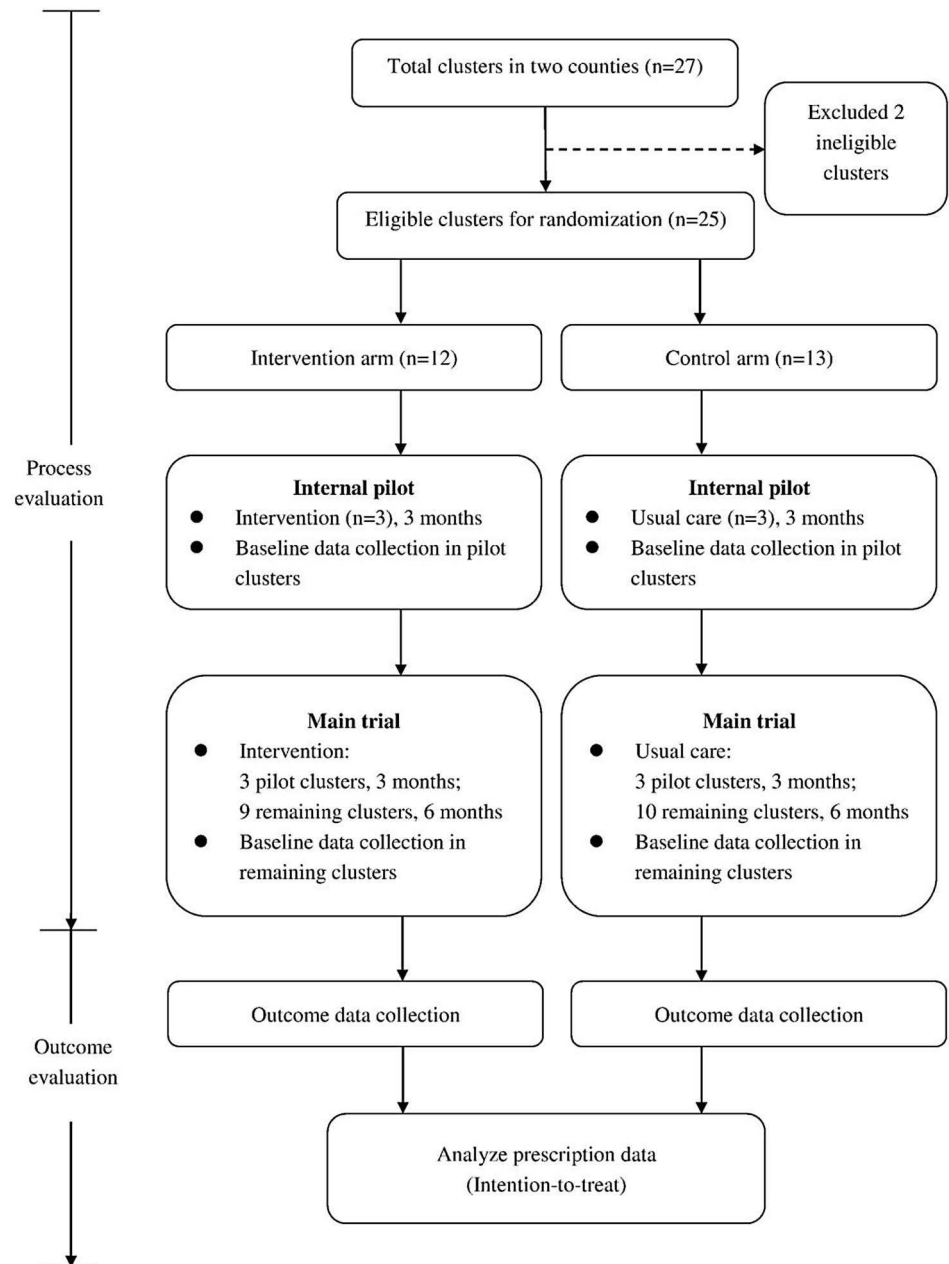 Total clusters in two counties (n=27)
Excluded 2
ineligible
clusters
Eligible clusters for randomization (n=25)
Intervention arm (n=12)
Control arm (n=13)
Process
evaluation
Internal pilot
● Intervention (n=3), 3 months
● Baseline data collection in pilot
clusters
Internal pilot
● Usual care (n=3), 3 months
● Baseline data collection in pilot
clusters
Main trial
● Intervention:
3 pilot clusters, 3 months;
9 remaining clusters, 6 months
● Baseline data collection in
remaining clusters
Main trial
● Usual care:
3 pilot clusters, 3 months;
10 remaining clusters, 6 months
● Baseline data collection in
remaining clusters
Outcome data collection
Outcome data collection
Outcome
evaluation
Analyze prescription data
(Intention-to-treat)